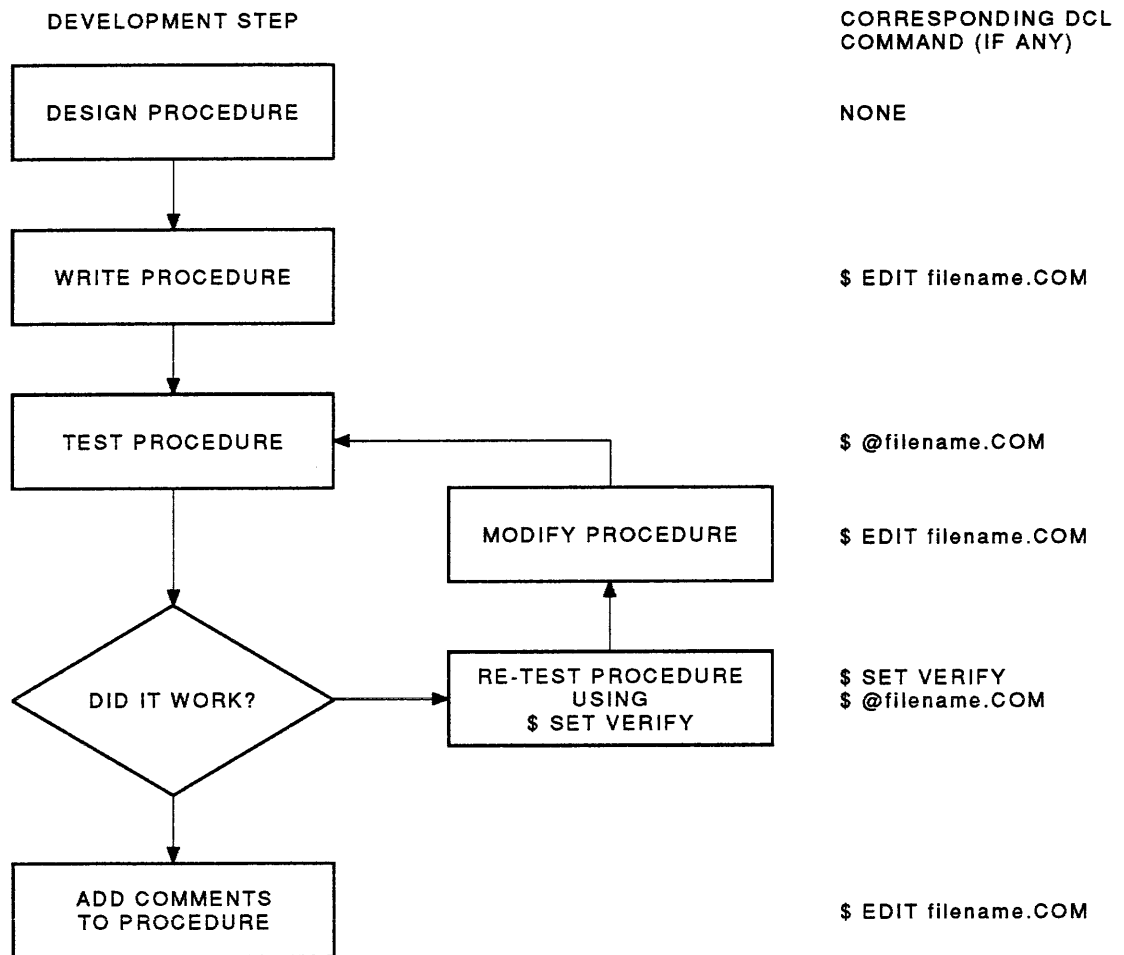 DEVELOPMENT STEP
CORRESPONDING DCL
COMMAND (IF ANY)
DESIGN PROCEDURE
NONE
WRITE PROCEDURE
$ EDIT filename.COM
TEST PROCEDURE
$ @filename.COM
MODIFY PROCEDURE
$ EDIT filename.COM
DID IT WORK?
RE-TEST PROCEDURE
USING
$ SET VERIFY
$ SET VERIFY
$ @filename.COM
ADD COMMENTS
TO PROCEDURE
$ EDIT filename.COM